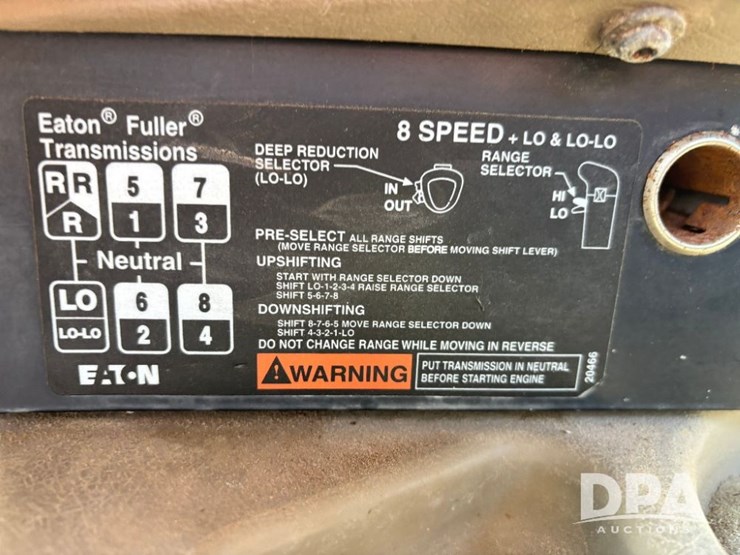 Eaton® Fuller®
Transmissions
8 SPEED + LO & LO-LO
R R
R
5
1
7
3
Neutral
LO
LO-LO
6
2
8
4
EATON
DEEP REDUCTION
SELECTOR
(LO-LO)
IN
OUT
RANGE
SELECTOR
HI
LO
PRE-SELECT ALL RANGE SHIFTS
(MOVE RANGE SELECTOR BEFORE MOVING SHIFT LEVER)
UPSHIFTING
START WITH RANGE SELECTOR DOWN
SHIFT LO-1-2-3-4 RAISE RANGE SELECTOR
SHIFT 5-6-7-8
DOWNSHIFTING
SHIFT 8-7-6-5 MOVE RANGE SELECTOR DOWN
SHIFT 4-3-2-1-LO
DO NOT CHANGE RANGE WHILE MOVING IN REVERSE
WARNING
PUT TRANSMISSION IN NEUTRAL
BEFORE STARTING ENGINE
20466
DPA
AUCTIONS